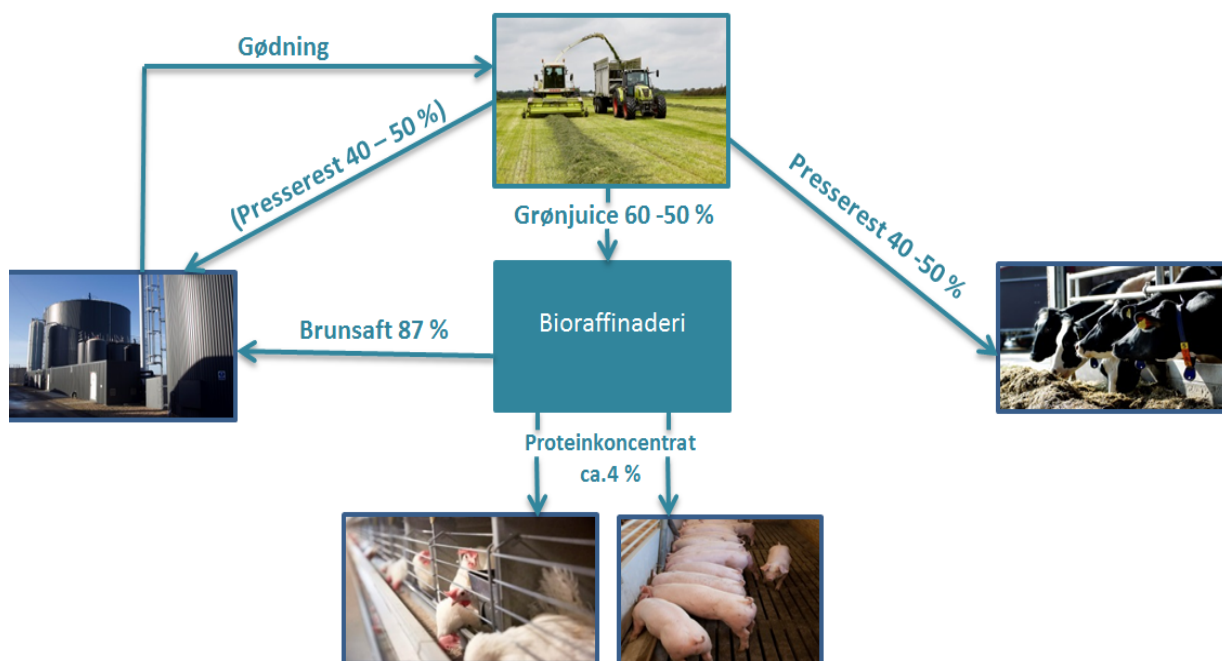 Gødning
(Presserest 40 – 50 %)
Grønjuice 60 -50 %
Presserest 40 -50 %
Bioraffinaderi
Brunsaft 87 %
Proteinkoncentrat
ca.4 %